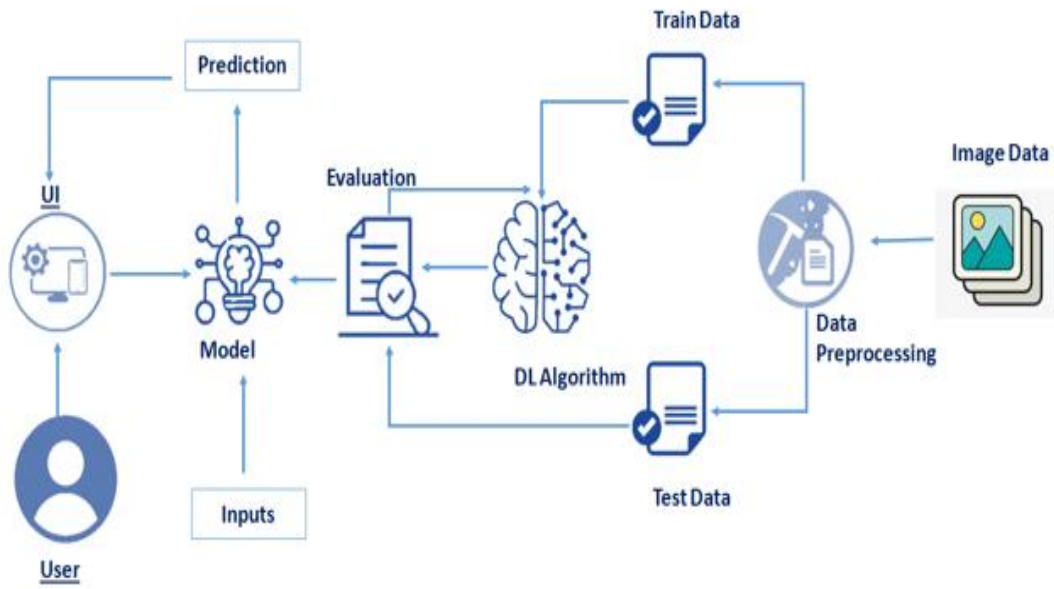 Train Data
Prediction
Image Data
Evaluation
UI
Data
Preprocessing
Model
DL Algorithm
Test Data
Inputs
User